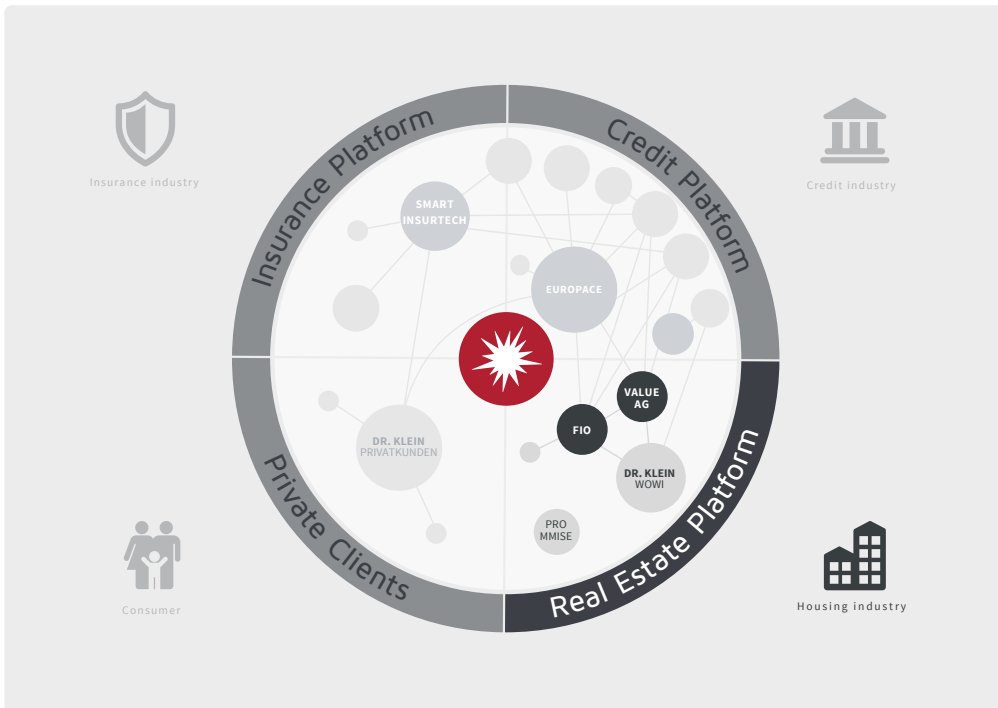 Insurance Platform
Credit Platform
Insurance industry
Credit industry
SMART
INSURTECH
EUROPACE
VALUE
AG
FIO
DR. KLEIN
PRIVATKUNDEN
DR. KLEIN
WOWI
PRO
MMISE
Private Clients
Real Estate Platform
Consumer
Housing industry